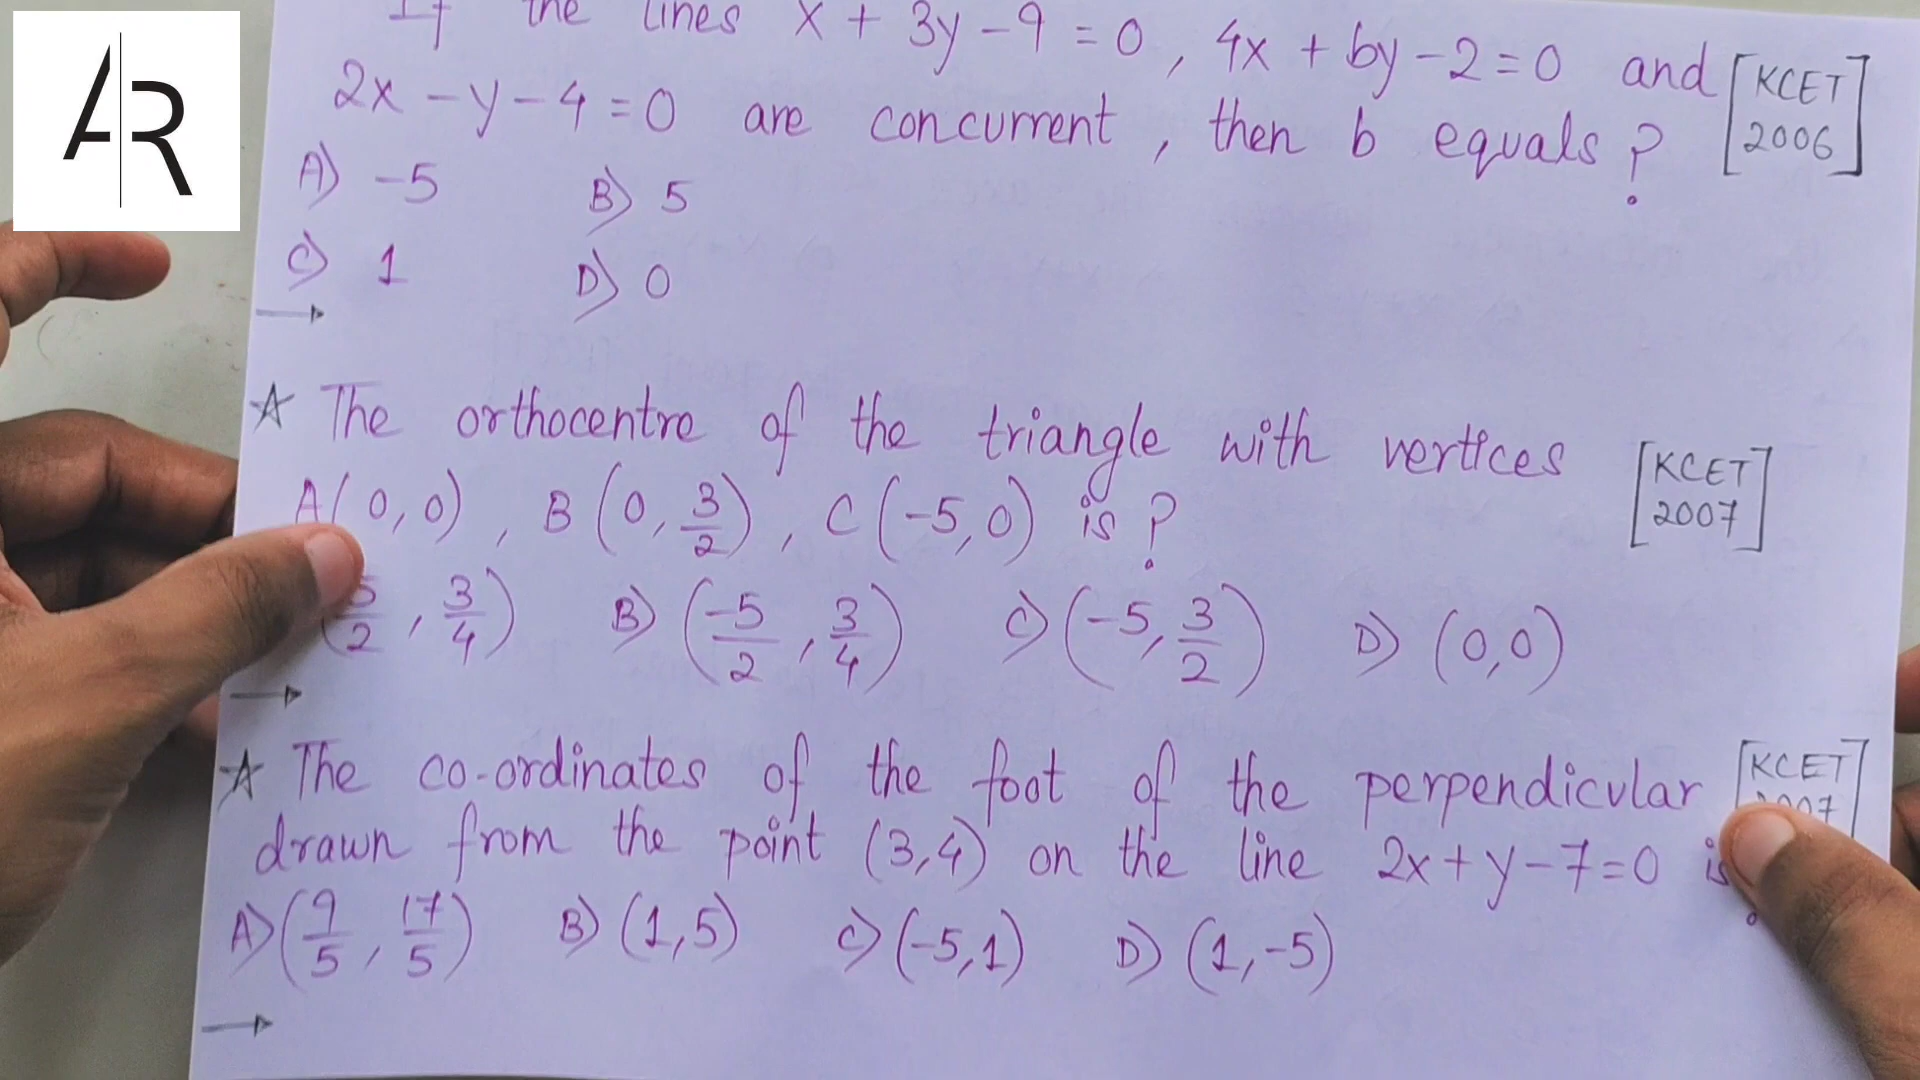 AR
If the lines x + 3y - 9 = 0, 4x + by - 2 = 0 and
2x - y - 4 = 0 are concurrent, then b equals?
[KCET
2006]
A) -5 B) 5
C) 1 D) 0
☆ The orthocentre of the triangle with vertices
A(0,0), B(0, 3/2), C(-5,0) is?
[KCET
2007]
5/2, 3/4) B) (-5/2, 3/4) C) (-5, 3/2) D) (0,0)
☆ The co-ordinates of the foot of the perpendicular
drawn from the point (3,4) on the line 2x + y - 7 = 0 is
[KCET
A) (9/5, 17/5) B) (1,5) C) (-5,1) D) (1,-5)